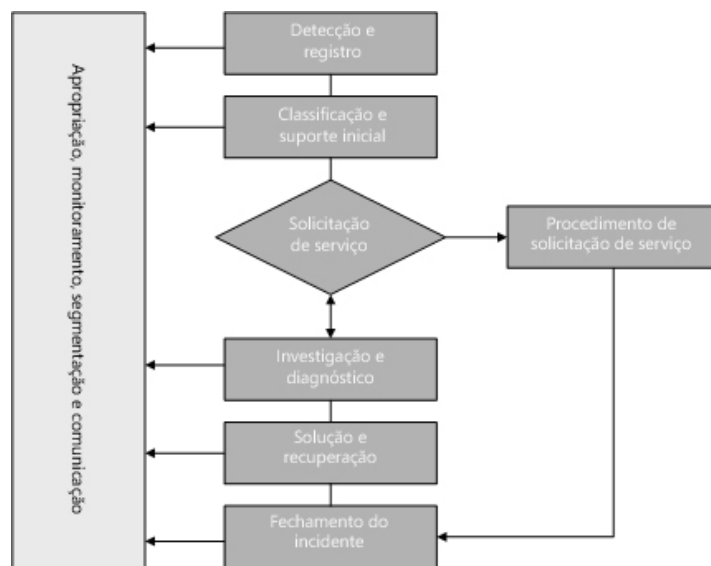 Detecção e
registro
Classificação e
suporte inicial
Solicitação
de serviço
Procedimento de
solicitação de serviço
Investigação e
diagnóstico
Solução e
recuperação
Fechamento do
incidente
Apropriação, monitoramento, segmentação e comunicação